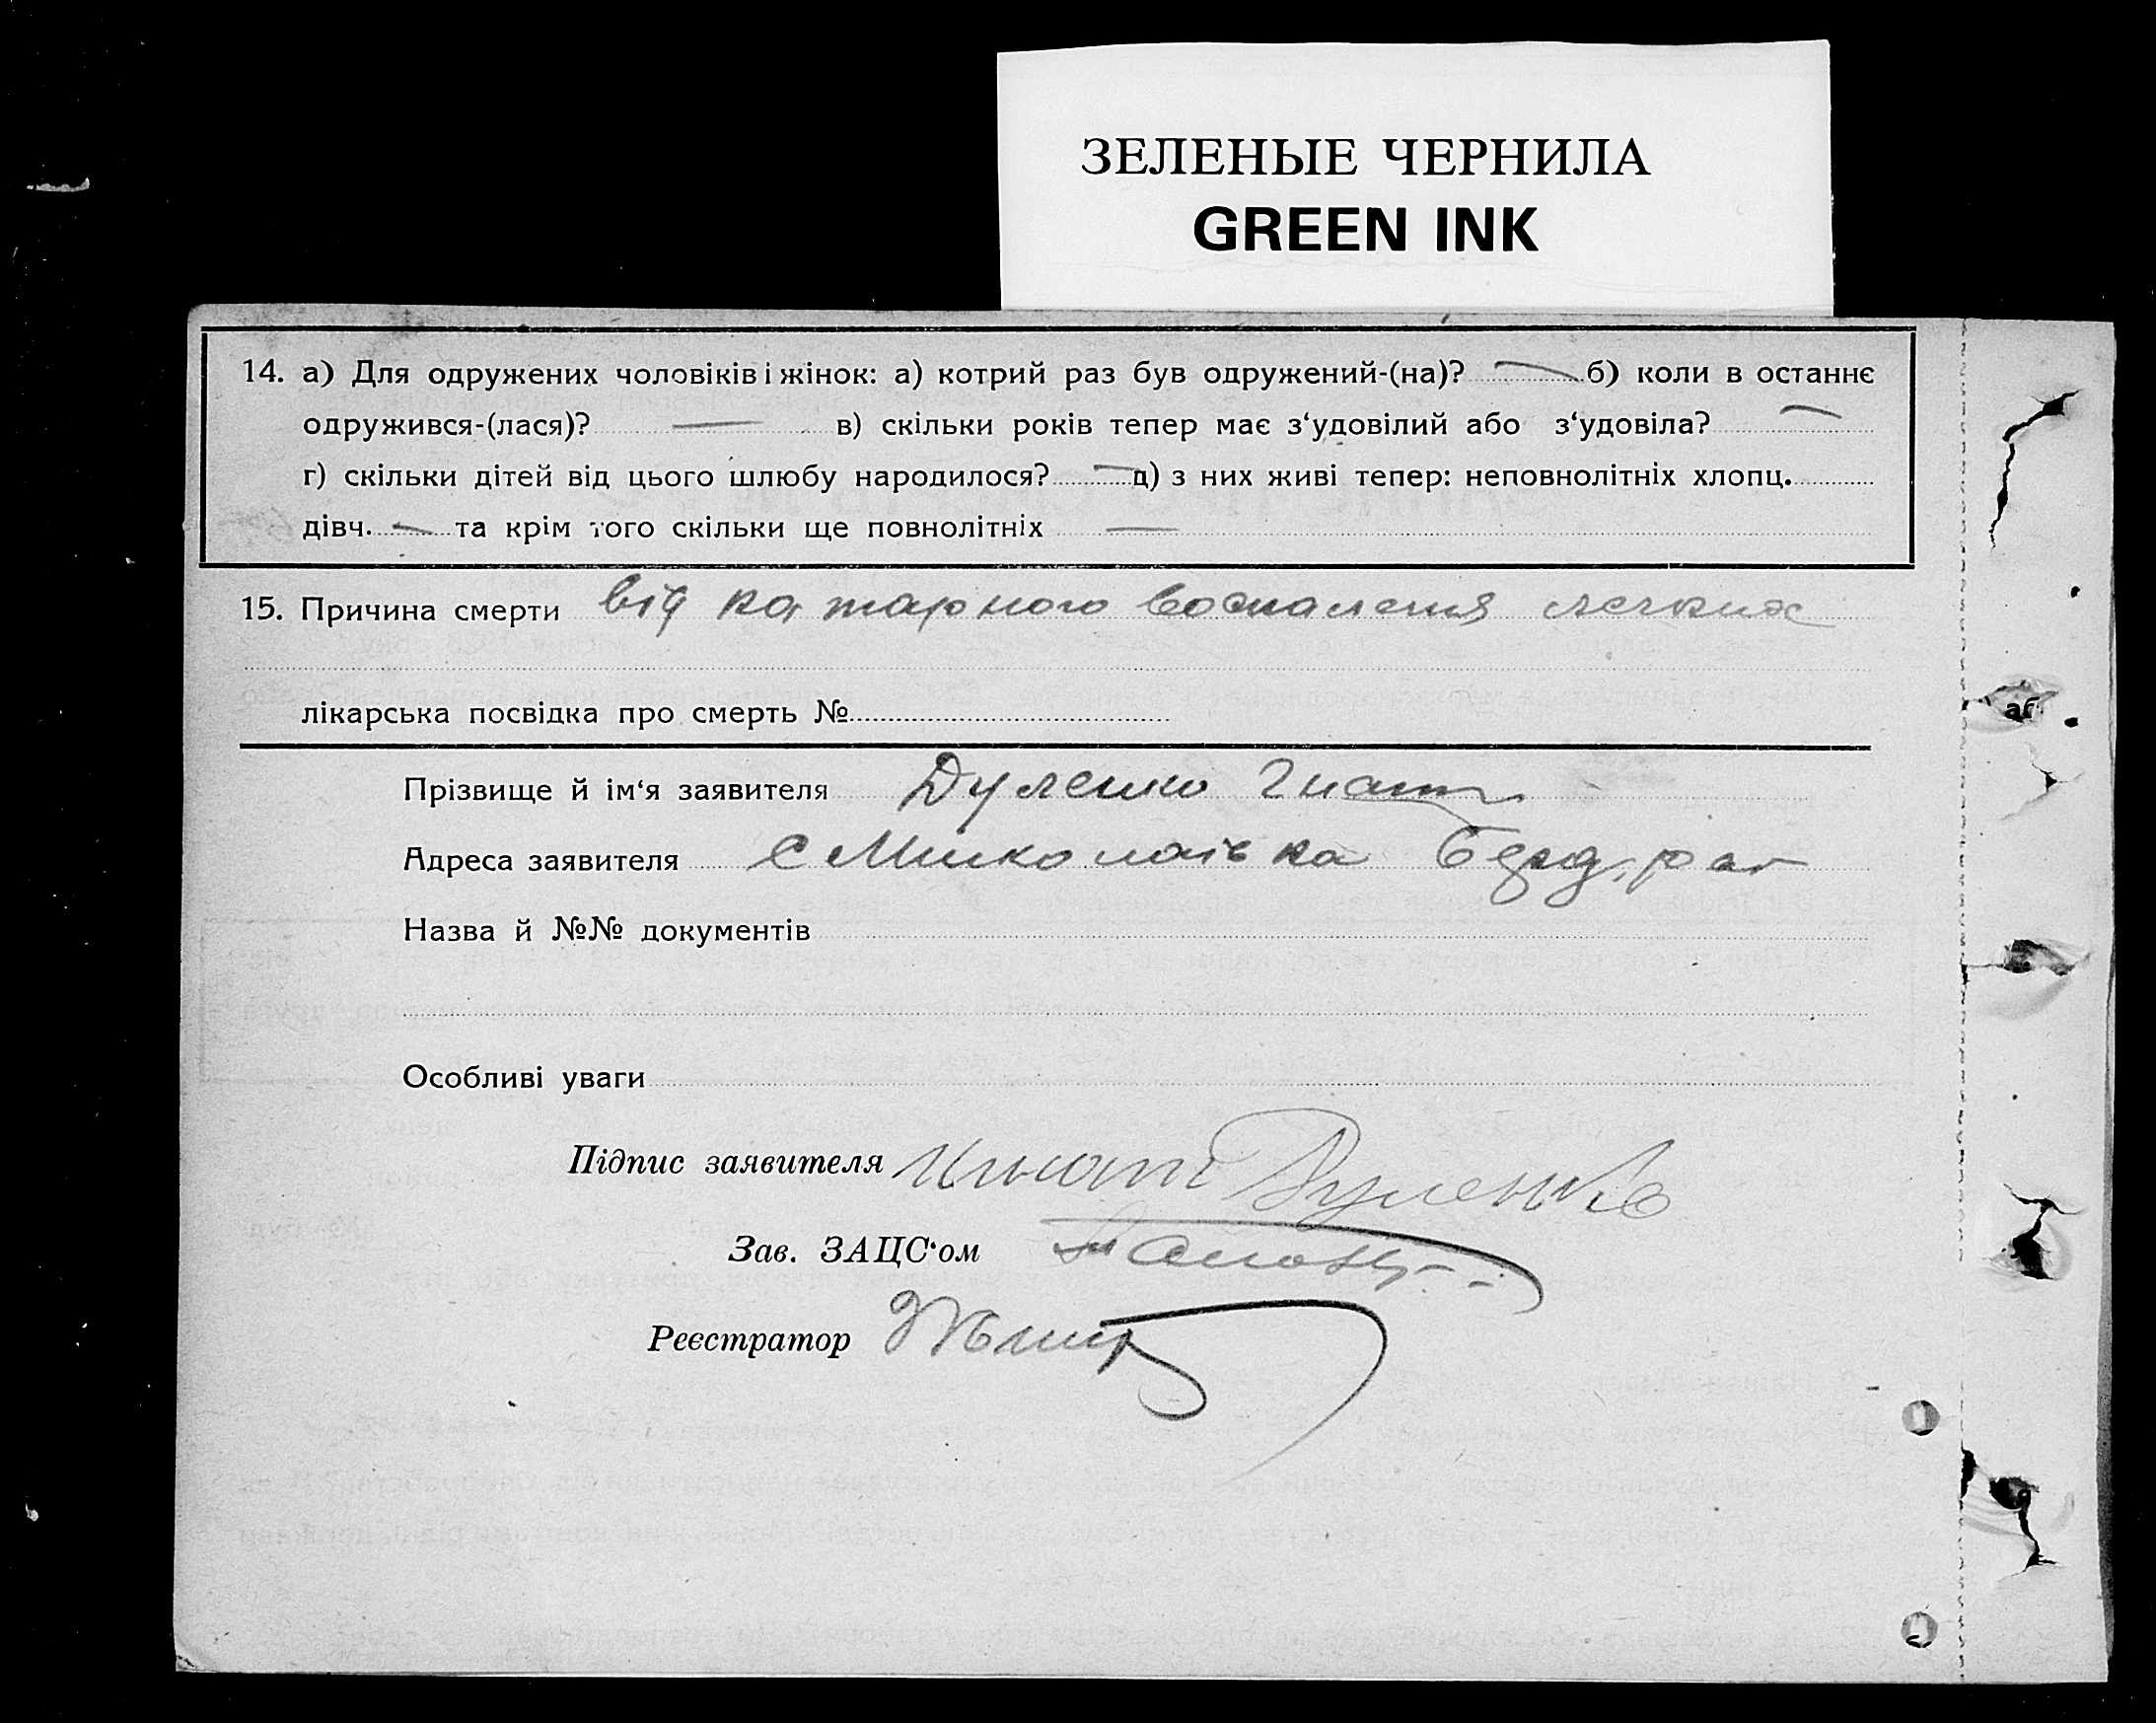 ЗЕЛЕНЫЕ ЧЕРНИЛА
GREEN INK
14. а) Для одружених чоловіків і жінок: а) котрий раз був одружений-(на)? — б) коли в останнє
одружився-(лася)? — в) скільки років тепер має з‘удовілий або з‘удовіла? —
г) скільки дітей від цього шлюбу народилося? — д) з них живі тепер: неповнолітніх хлопц.
дівч. — та крім того скільки ще повнолітніх —
15. Причина смерти від катарного воспаления легких
лікарська посвідка про смерть №
Прізвище й ім‘я заявителя Дуленко Гнат
Адреса заявителя с Миколаївка Берд. рай
Назва й №№ документів
Особливі уваги
Підпис заявителя Игнат Дуленко
Зав. ЗАЦС‘ом
Реєстратор